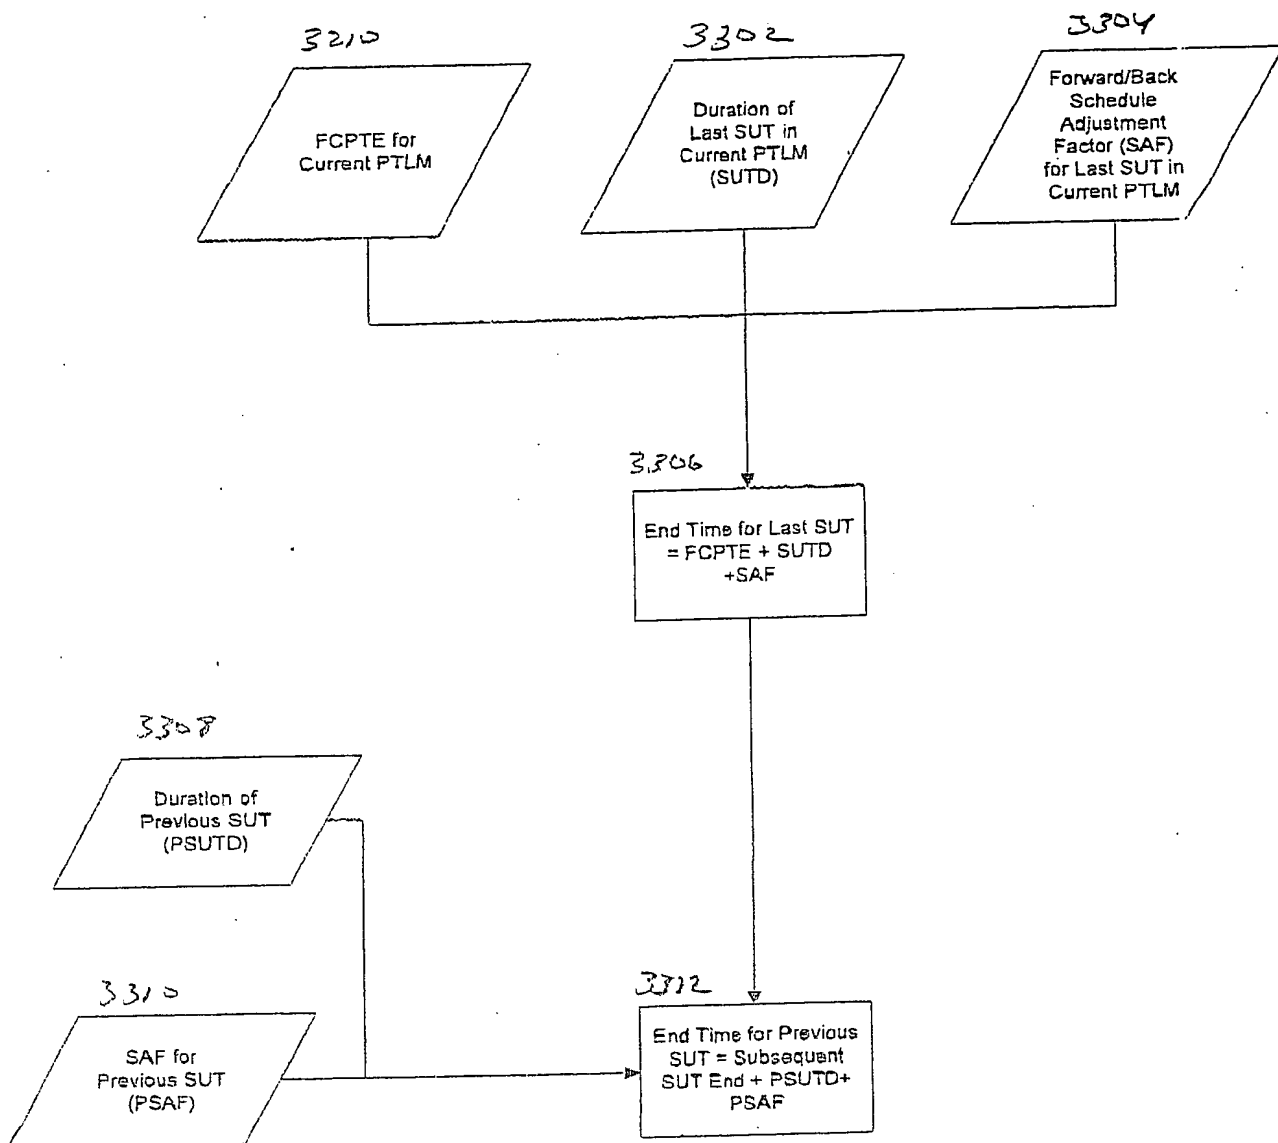 3210
FCPTE for
Current PTLM
3302
Duration of
Last SUT in
Current PTLM
(SUTD)
3304
Forward/Back
Schedule
Adjustment
Factor (SAF)
for Last SUT in
Current PTLM
3306
End Time for Last SUT
= FCPTE + SUTD
+SAF
3308
Duration of
Previous SUT
(PSUTD)
3310
SAF for
Previous SUT
(PSAF)
3312
End Time for Previous
SUT = Subsequent
SUT End + PSUTD+
PSAF